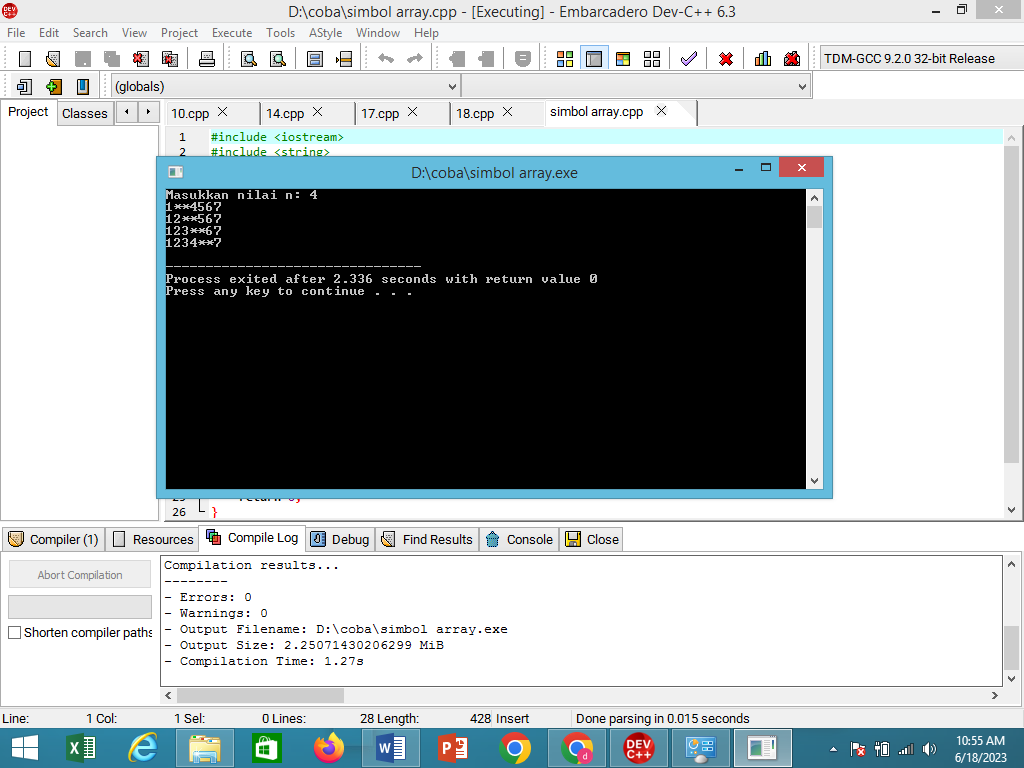 D:\coba\simbol array.cpp - [Executing] - Embarcadero Dev-C++ 6.3
File Edit Search View Project Execute Tools AStyle Window Help
TDM-GCC 9.2.0 32-bit Release
(globals)
Project Classes
10.cpp 14.cpp 17.cpp 18.cpp simbol array.cpp
1 #include <iostream>
2 #include <string>
D:\coba\simbol array.exe
Masukkan nilai n: 4
1**4567
12**567
123**67
1234**7
--------------------------------
Process exited after 2.336 seconds with return value 0
Press any key to continue . . .
26 }
Compiler (1) Resources Compile Log Debug Find Results Console Close
Abort Compilation
Shorten compiler paths
Compilation results...
--------
- Errors: 0
- Warnings: 0
- Output Filename: D:\coba\simbol array.exe
- Output Size: 2.25071430206299 MiB
- Compilation Time: 1.27s
Line: 1 Col: 1 Sel: 0 Lines: 28 Length: 428 Insert Done parsing in 0.015 seconds
DEV C++
10:55 AM
6/18/2023